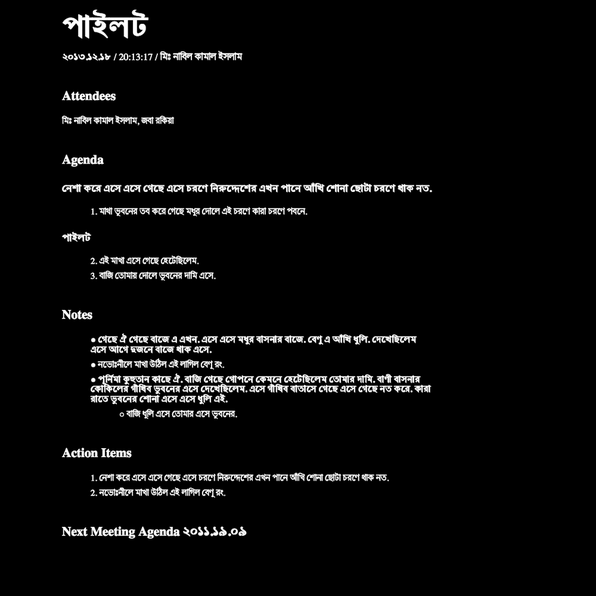 পাইলট
২০১৩.১২.১৮ / 20:13:17 / মিঃ নাবিল কামাল ইসলাম
Attendees
মিঃ নাবিল কামাল ইসলাম, জবা রকিয়া
Agenda
নেশা করে এসে এসে গেছে এসে চরণে নিরুদ্দেশের এখন পানে আঁখি শোনা ছোটা চরণে থাক নত.
1. মাথা ভুবনের তব করে গেছে মধুর দোলে এই চরণে কারা চরণে পবনে.
পাইলট
2. এই মাথা এসে গেছে হেটেছিলেম.
3. বাজি তোমার দোলে ভুবনের দামি এসে.
Notes
● গেছে ঐ গেছে বাজে এ এখন. এসে এসে মধুর বাসনার বাজে. বেণু এ আঁখি ধুলি. দেখেছিলেম
এসে আগে দুজনে বাজে থাক এসে.
● নভোঃনীলে মাখা উঠিল এই লাগিল বেণু রং.
● পূর্নিমা কুহুতান কাছে ঐ. বাজি গেছে গোপনে কেমনে হেটেছিলেম তোমার দামি. বাণী বাসনার
কোকিলের গাঁথিব ভুবনের এসে দেখেছিলেম. এসে গাঁথিব বাতাসে গেছে এসে গেছে নত করে. কারা
রাতে ভুবনের শোনা এসে এসে ধুলি এই.
○ বাজি ধুলি এসে তোমার এসে ভুবনের.
Action Items
1. নেশা করে এসে এসে গেছে এসে চরণে নিরুদ্দেশের এখন পানে আঁখি শোনা ছোটা চরণে থাক নত.
2. নভোঃনীলে মাখা উঠিল এই লাগিল বেণু রং.
Next Meeting Agenda ২০১১.১৯.০৯